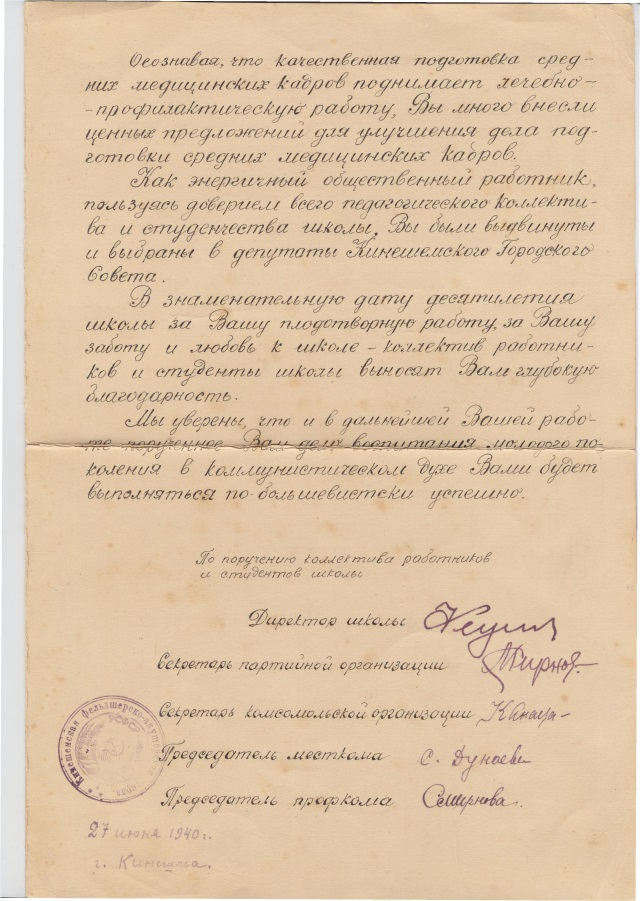 Осознавая, что качественная подготовка сред-
них медицинских кадров поднимает лечебно-
-профилактическую работу, Вы много внесли
ценных предложений для улучшения дела под-
готовки средних медицинских кадров.
Как энергичный общественный работник,
пользуясь доверием всего педагогического коллекти-
ва и студенчества школы, Вы были выдвинуты
и выбраны в депутаты Кинешемского Городского
Совета.
В знаменательную дату десятилетия
школы за Вашу плодотворную работу, за Вашу
заботу и любовь к школе - коллектив работни-
ков и студенты школы выносят Вам глубокую
благодарность.
Мы уверены, что и в дальнейшей Вашей рабо-
те порученное Вам дело воспитания молодого по-
коления в коммунистическом духе Вами будет
выполняться по-большевистски успешно.
По поручению коллектива работников
и студентов школы
Директор школы
Секретарь партийной организации
Секретарь комсомольской организации
Председатель месткома С. Дунаева
Председатель профкома Смирнова.
Кинешемская фельдшерско-акушерская
27 июня 1940 г.
г. Кинешма.